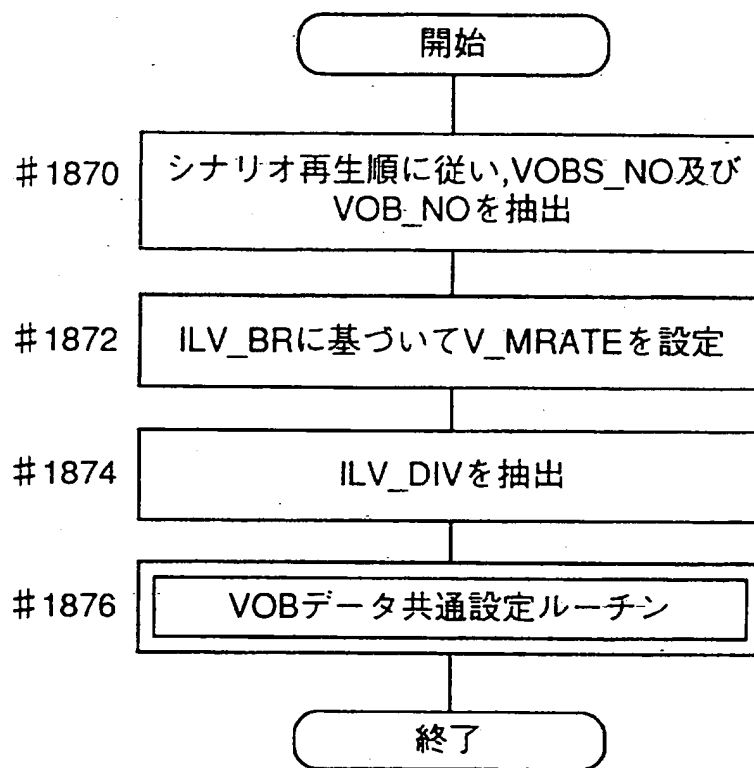 開始
#1870
シナリオ再生順に従い,VOBS_NO及び
VOB_NOを抽出
#1872
ILV_BRに基づいてV_MRATEを設定
#1874
ILV_DIVを抽出
#1876
VOBデータ共通設定ルーチン
終了